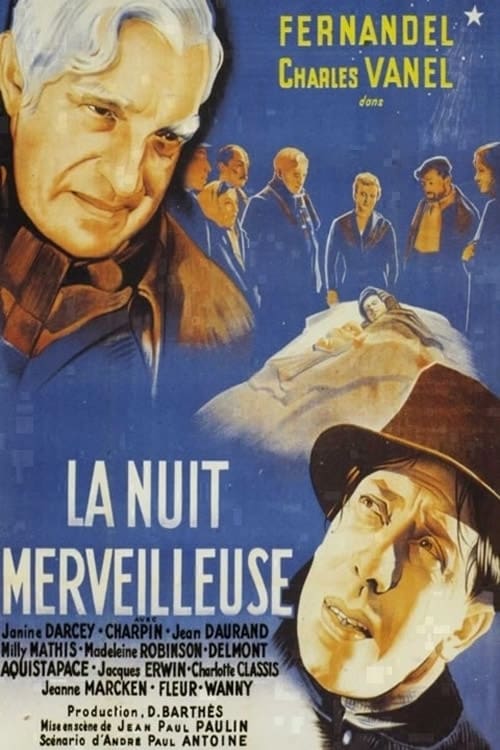 FERNANDEL
CHARLES VANEL
dans
LA NUIT
MERVEILLEUSE
AVEC
Janine DARCEY • CHARPIN • Jean DAURAND
Milly MATHIS • Madeleine ROBINSON • DELMONT
AQUISTAPACE • Jacques ERWIN • Charlotte CLASSIS
Jeanne MARCKEN • FLEUR • WANNY
Production, D. BARTHÈS
Mise en scène de JEAN PAUL PAULIN
Scénario d'ANDRÉ PAUL ANTOINE